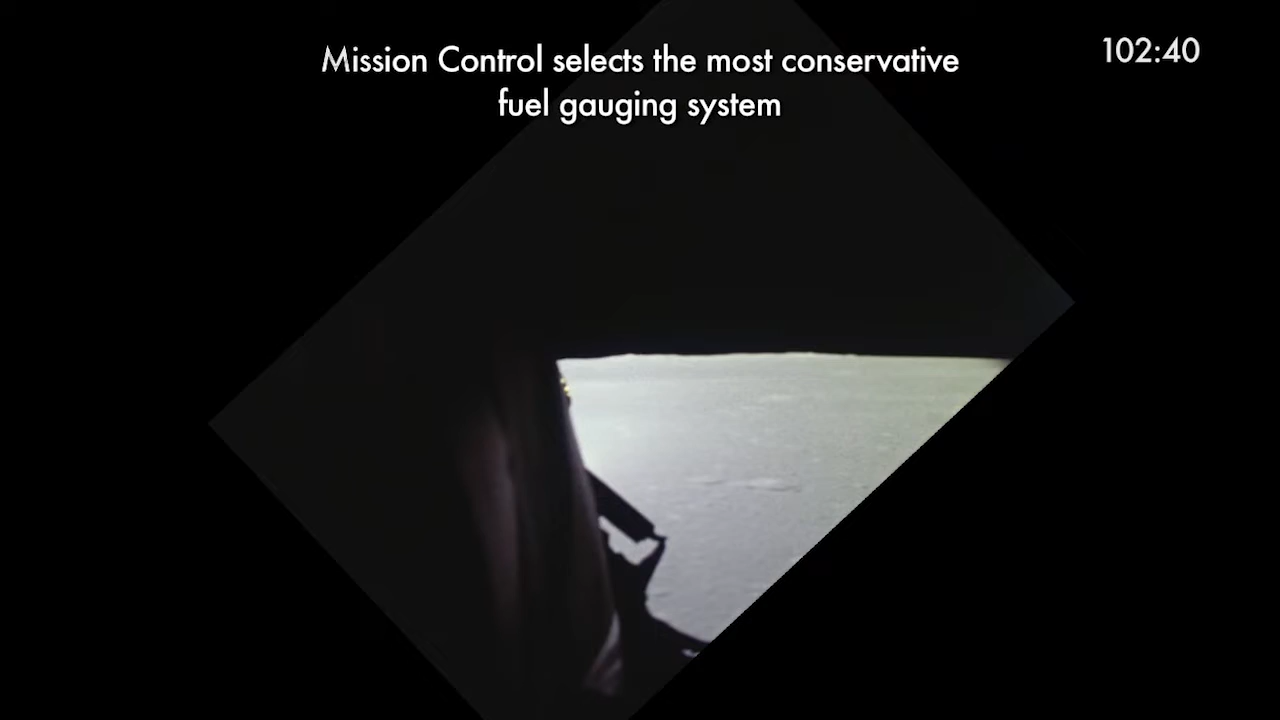 Mission Control selects the most conservative
fuel gauging system
102:40